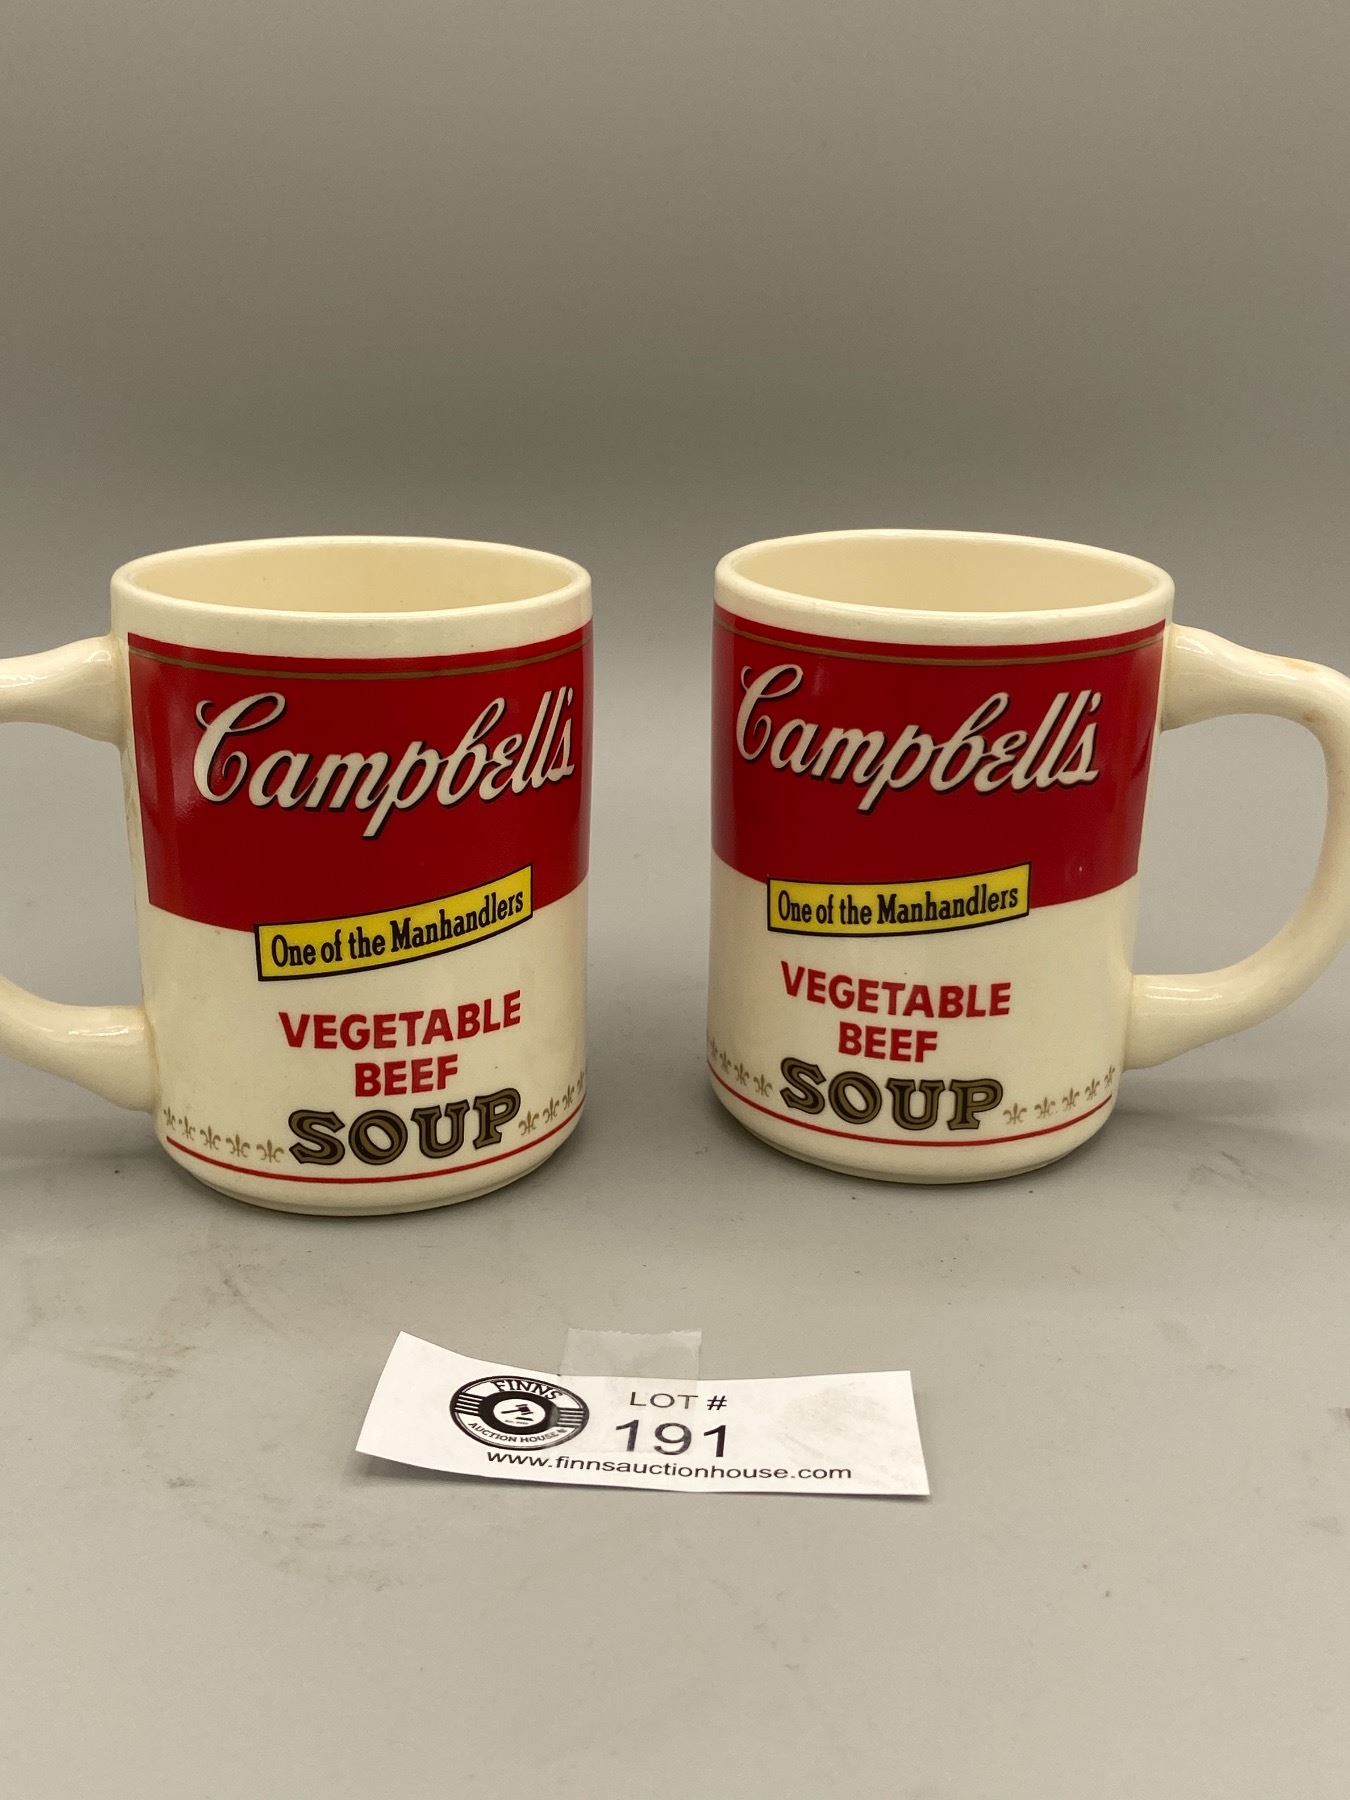 Campbell's
One of the Manhandlers
VEGETABLE
BEEF
SOUP
Campbell's
One of the Manhandlers
VEGETABLE
BEEF
SOUP
FINNS
AUCTION HOUSE
LOT #
191
www.finnsauctionhouse.com